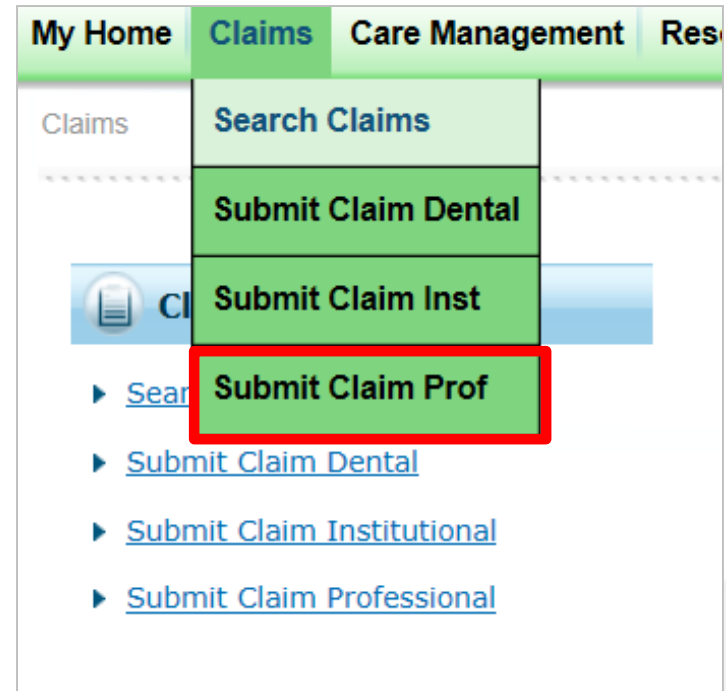 My Home Claims Care Management
Claims
Search Claims
Submit Claim Dental
Submit Claim Inst
Submit Claim Prof
Submit Claim Dental
Submit Claim Institutional
Submit Claim Professional